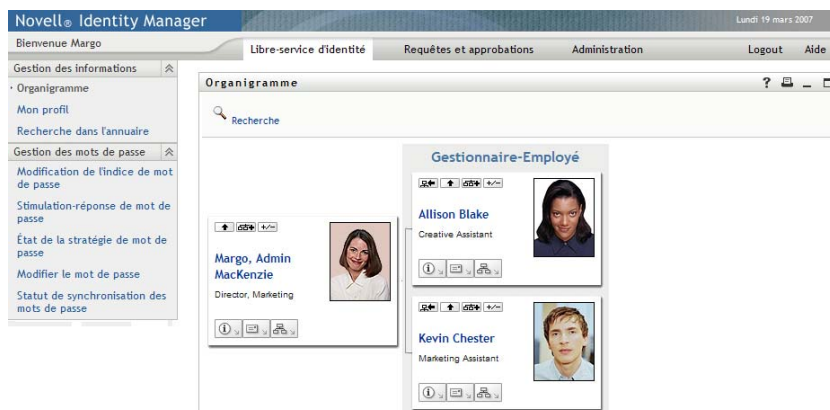 Novell® Identity Manager
Lundi 19 mars 2007
Bienvenue Margo
Libre-service d'identité
Requêtes et approbations
Administration
Logout
Aide
Gestion des informations
Organigramme
Mon profil
Recherche dans l'annuaire
Gestion des mots de passe
Modification de l'indice de mot
de passe
Stimulation-réponse de mot de
passe
État de la stratégie de mot de
passe
Modifier le mot de passe
Statut de synchronisation des
mots de passe
Organigramme
?
Recherche
Margo, Admin
MacKenzie
Director, Marketing
Gestionnaire-Employé
Allison Blake
Creative Assistant
Kevin Chester
Marketing Assistant